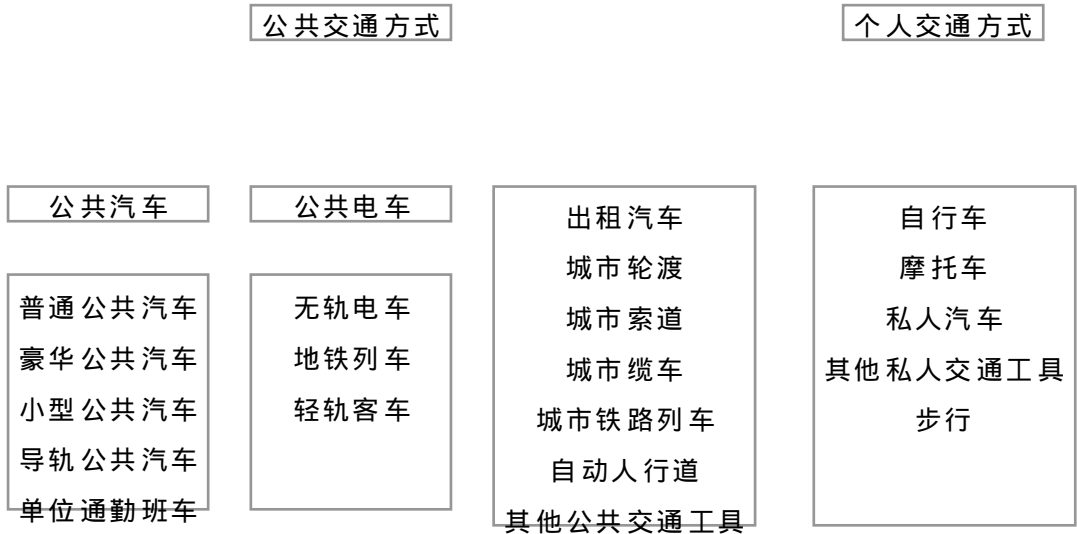 公共交通方式
个人交通方式
公共汽车
公共电车
普通公共汽车
豪华公共汽车
小型公共汽车
导轨公共汽车
单位通勤班车
无轨电车
地铁列车
轻轨客车
出租汽车
城市轮渡
城市索道
城市缆车
城市铁路列车
自动人行道
其他公共交通工具
自行车
摩托车
私人汽车
其他私人交通工具
步行